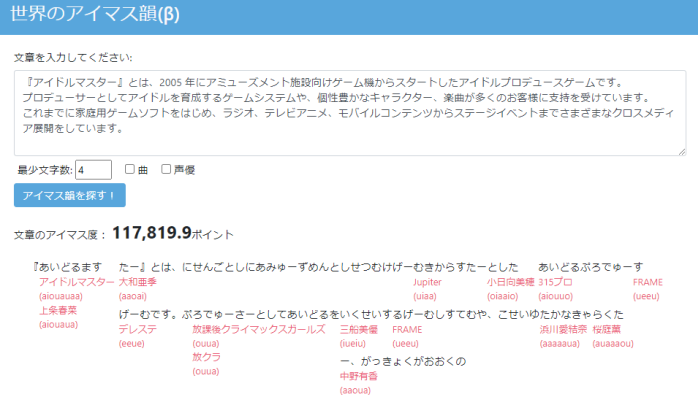 世界のアイマス韻(β)
文章を入力してください:
『アイドルマスター』とは、2005 年にアミューズメント施設向けゲーム機からスタートしたアイドルプロデュースゲームです。
プロデューサーとしてアイドルを育成するゲームシステムや、個性豊かなキャラクター、楽曲が多くのお客様に支持を受けています。
これまでに家庭用ゲームソフトをはじめ、ラジオ、テレビアニメ、モバイルコンテンツからステージイベントまでさまざまなクロスメディ
ア展開をしています。
最少文字数: 4 曲 声優
アイマス韻を探す！
文章のアイマス度： 117,819.9ポイント
『あいどるます たー』とは、にせんごとしにあみゅーずめんとしせつむけげーむきからすたーとした あいどるぷろでゅーす
アイドルマスター 大和亜季 Jupiter 小日向美穂 315プロ FRAME
(aiouauaa) (aaoai) (uiaa) (oiaaio) (aiouuo) (ueeu)
上条春菜
(aiouaua)
げーむです。ぷろでゅーさーとしてあいどるをいくせいするげーむしすてむや、こせいゆたかなきゃらくた
デレステ 放課後クライマックスガールズ 三船美優 FRAME 浜川愛結奈 桜庭薫
(eeue) (ouua) (iueiu) (ueeu) (aaaaaua) (auaaaou)
放クラ
(ouua)
ー、がっきょくがおおくの
中野有香
(aaoua)